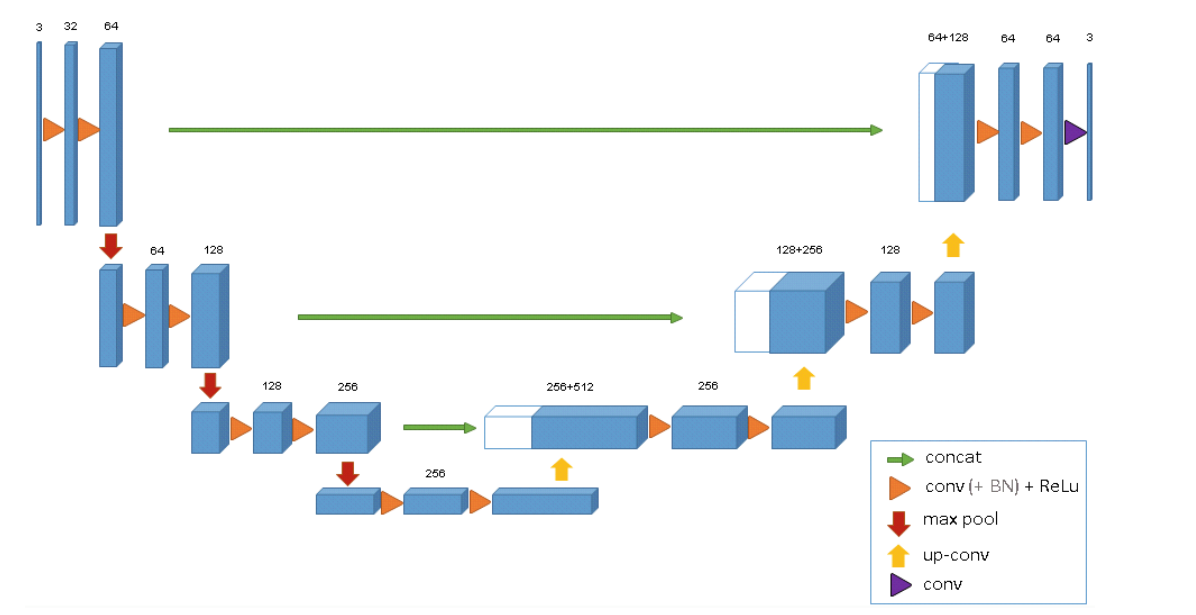 3 32 64
64+128 64 64 3
64 128
128+256 128
128 256
256+512 256
256
concat
conv (+ BN) + ReLu
max pool
up-conv
conv